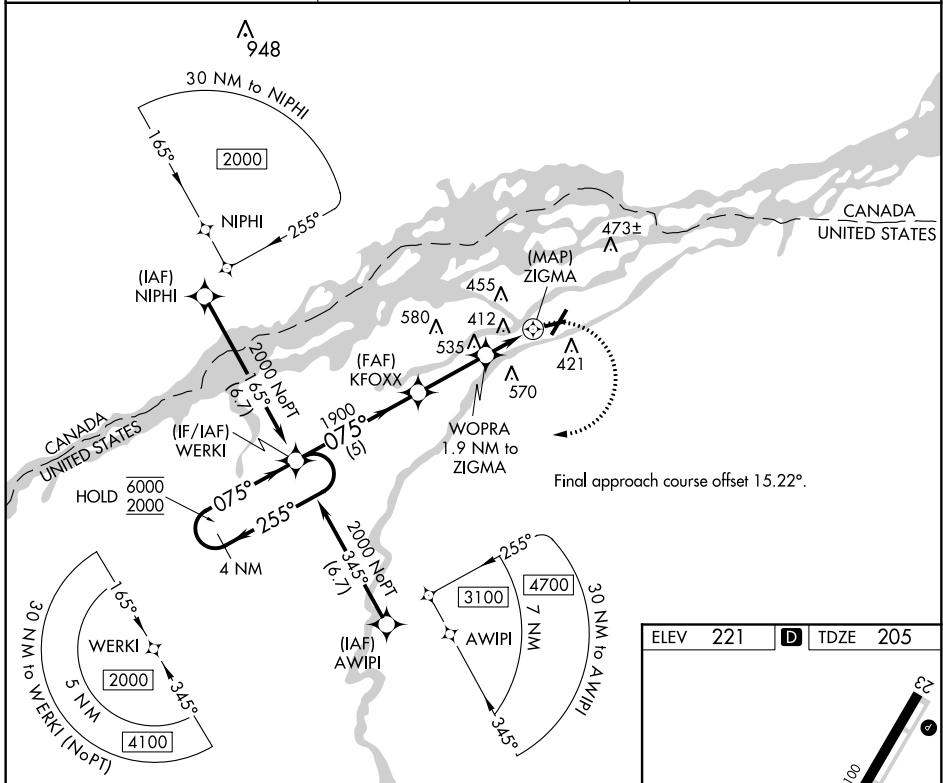 948
30 NM to NIPHI
165°
2000
NIPHI
255°
CANADA
UNITED STATES
473±
(MAP)
ZIGMA
(IAF)
NIPHI
455
580
412
535
421
570
2000 NoPT
165°
(6.7)
(FAF)
KFOXX
1900
075°
(5)
WOPRA
1.9 NM to
ZIGMA
CANADA
UNITED STATES
(IF/IAF)
WERKI
HOLD
6000
2000
075°
255°
4 NM
Final approach course offset 15.22°.
2000 NoPT
345°
(6.7)
(IAF)
AWIPI
255°
3100
4700
7 NM
AWIPI
345°
30 NM to AWIPI
165°
WERKI
2000
5 NM
4100
345°
30 NM to WERKI (NoPT)
ELEV 221 D TDZE 205
23
P